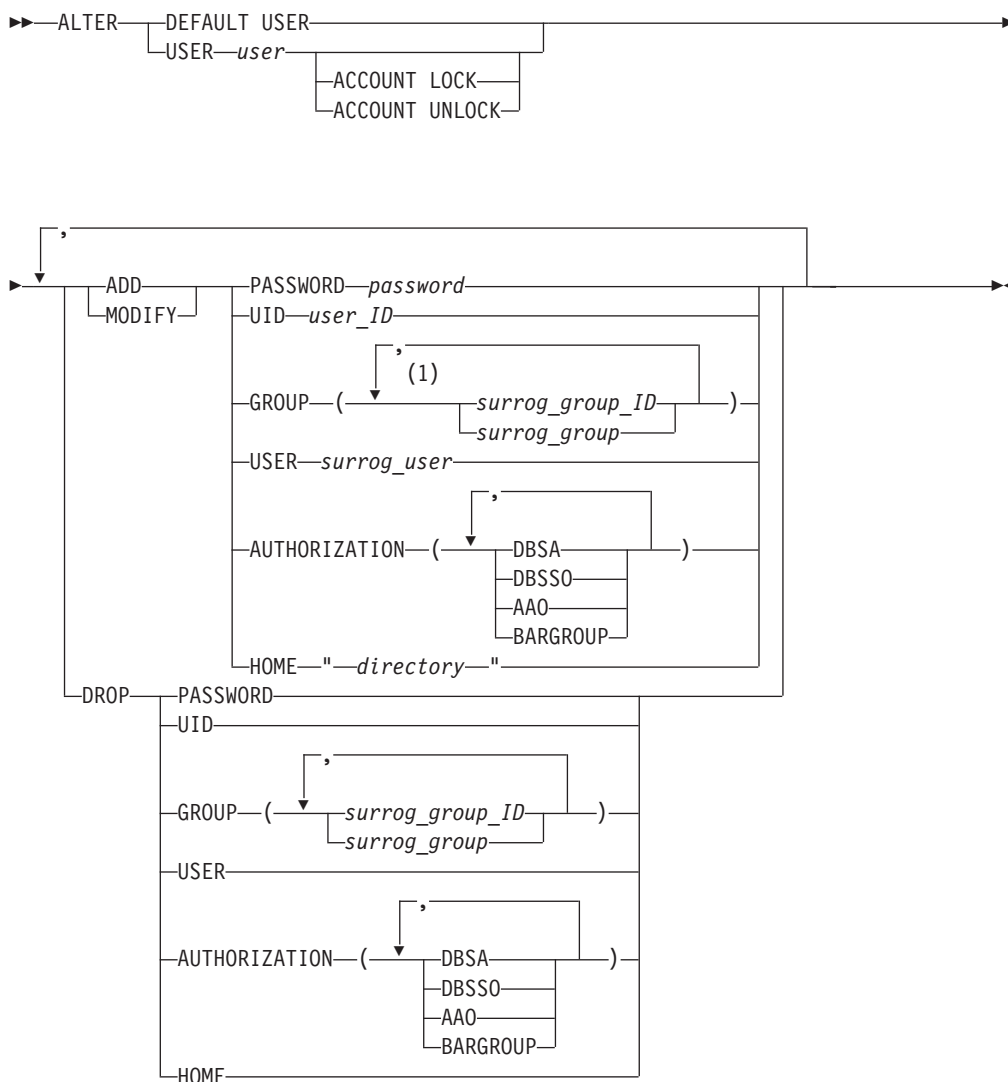 ALTER DEFAULT USER
USER user
ACCOUNT LOCK
ACCOUNT UNLOCK
,
ADD PASSWORD password
MODIFY UID user_ID
,
(1)
GROUP ( surrog_group_ID )
surrog_group
USER surrog_user
,
AUTHORIZATION ( DBSA )
DBSSO
AAO
BARGROUP
HOME " directory "
DROP PASSWORD
UID
,
GROUP ( surrog_group_ID )
surrog_group
USER
,
AUTHORIZATION ( DBSA )
DBSSO
AAO
BARGROUP
HOME